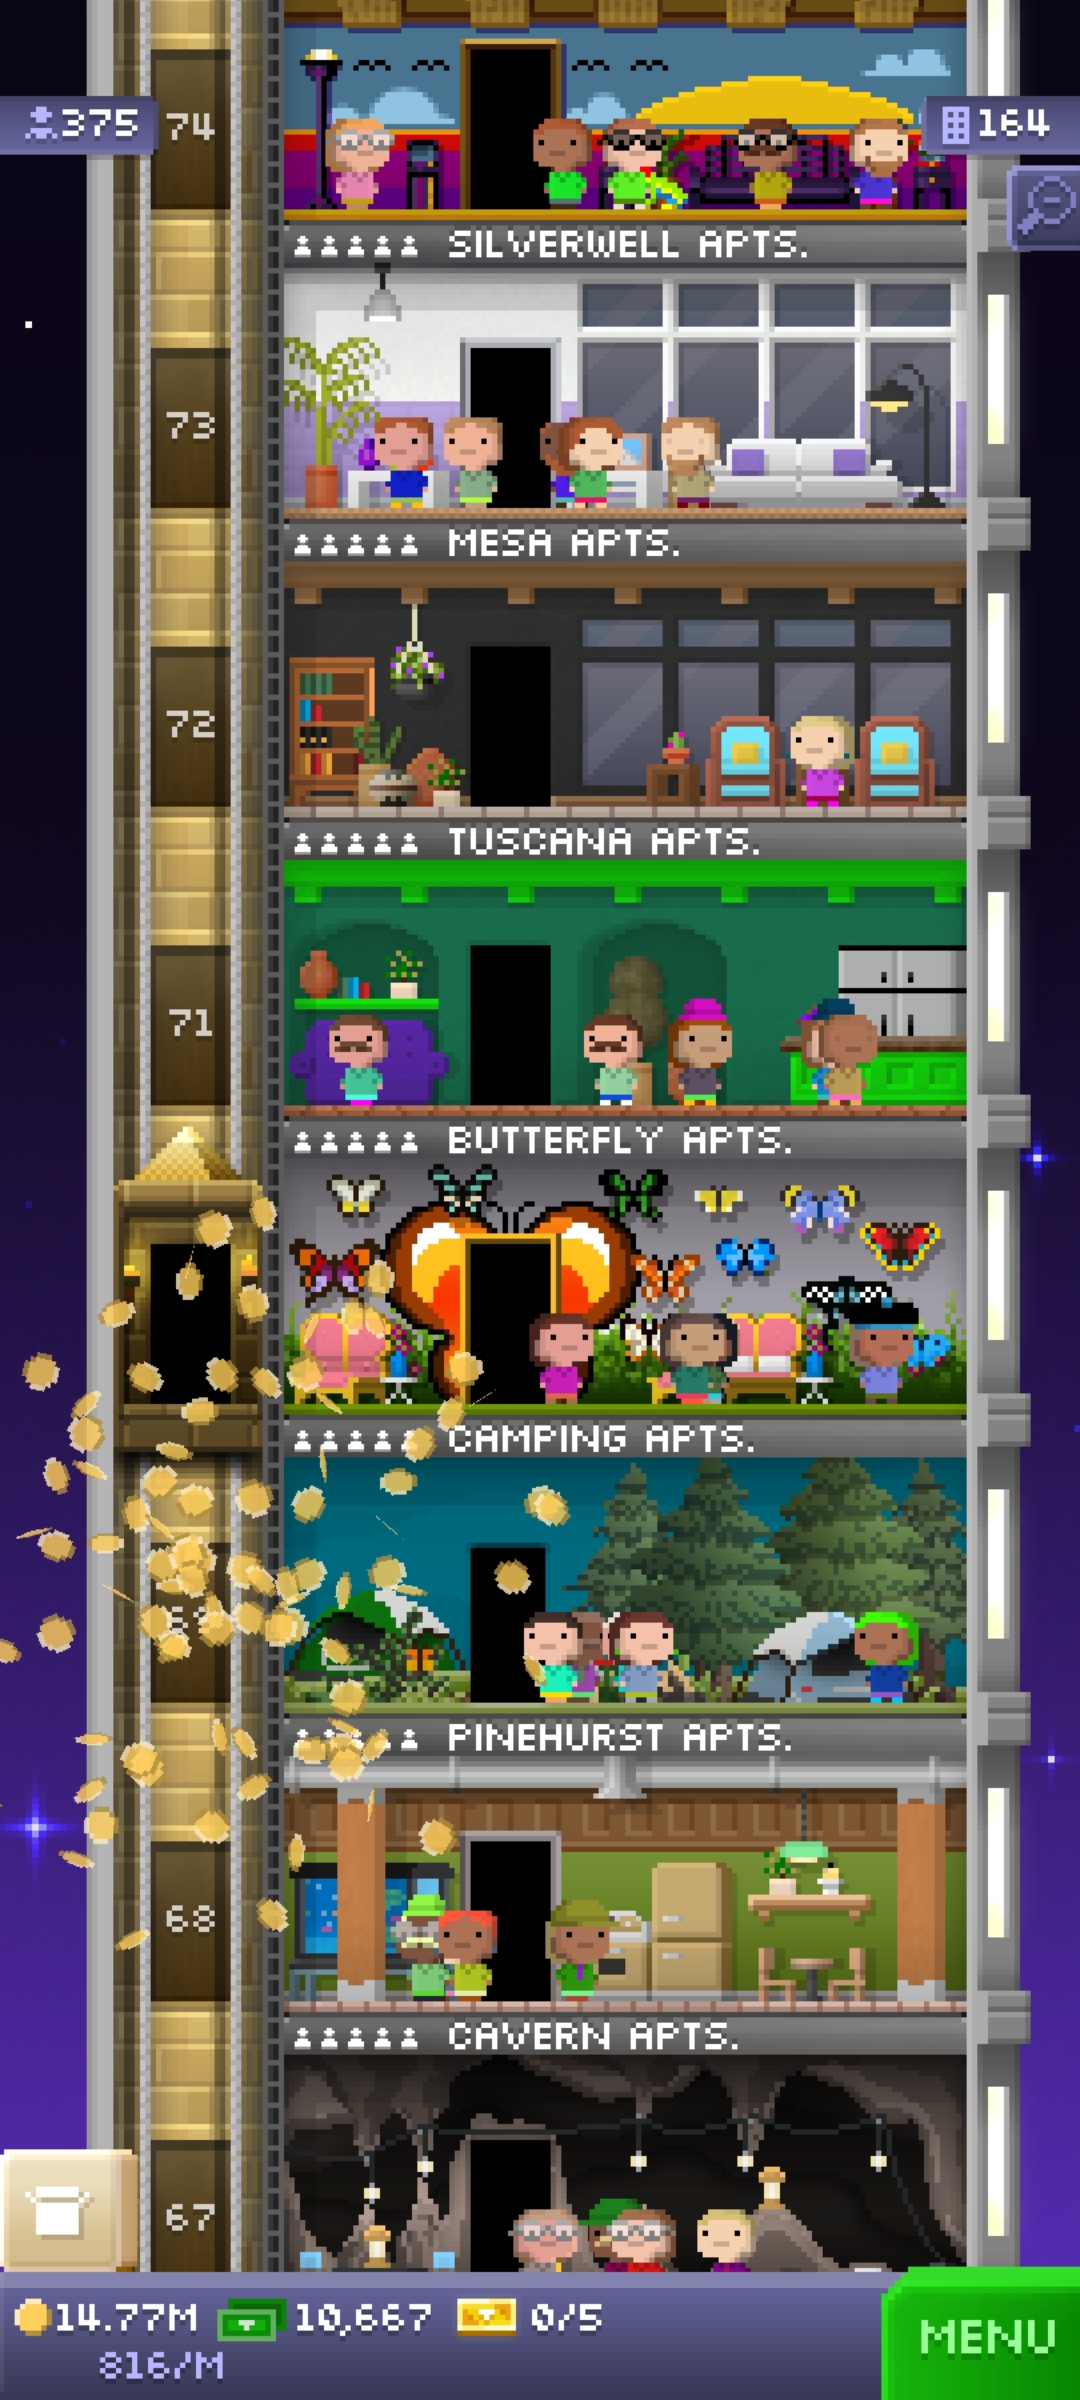 375
74
164
SILVERWELL APTS.
73
MESA APTS.
72
TUSCANA APTS.
71
BUTTERFLY APTS.
CAMPING APTS.
PINEHURST APTS.
68
CAVERN APTS.
67
14.77M 10,667 0/5
816/M
MENU